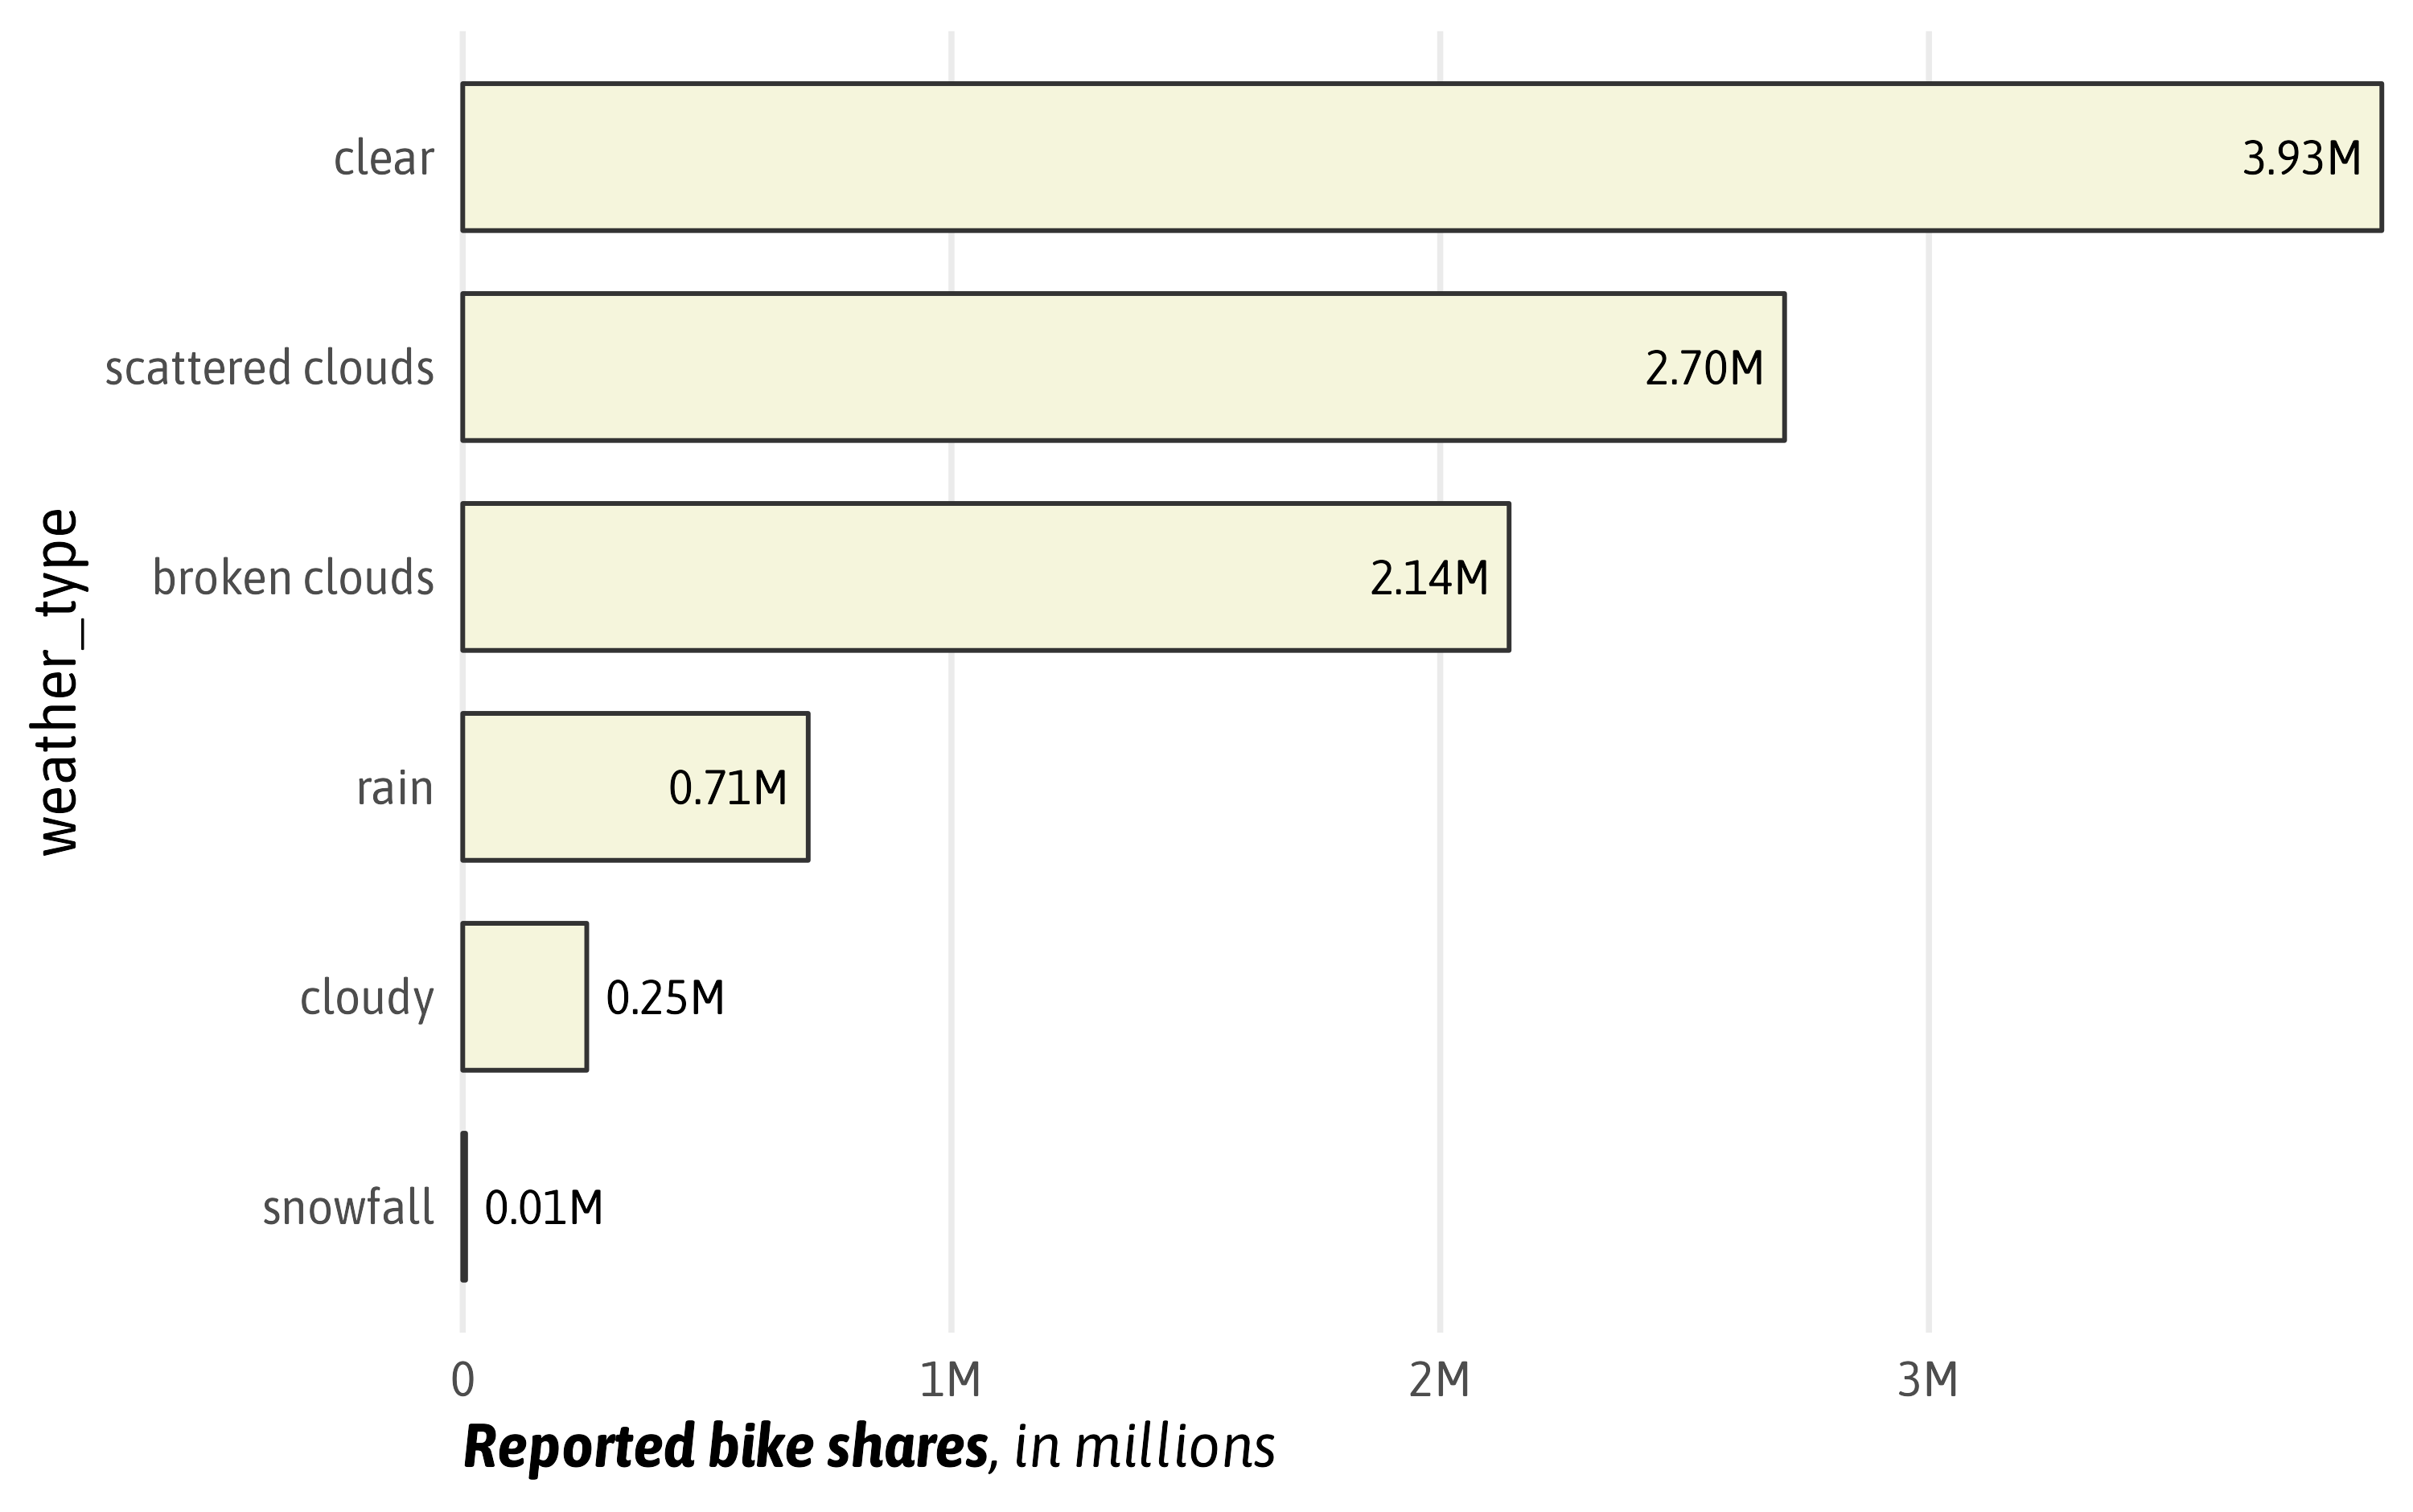 clear
3.93M
scattered clouds
2.70M
broken clouds
2.14M
weather_type
rain
0.71M
cloudy
0.25M
snowfall
0.01M
0 1M 2M 3M
Reported bike shares, in millions